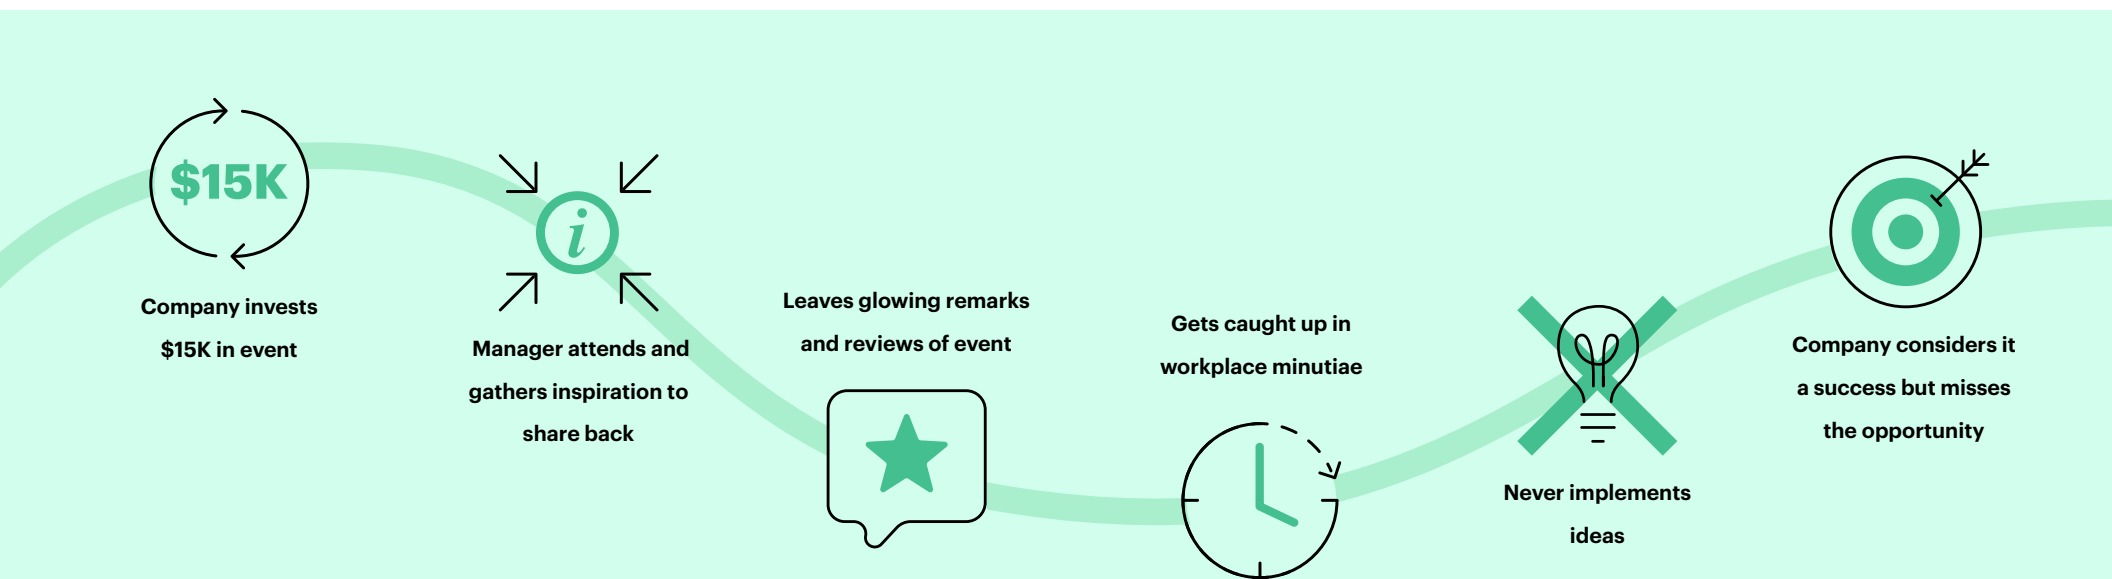 $15K
Company invests
$15K in event
i
Manager attends and
gathers inspiration to
share back
Leaves glowing remarks
and reviews of event
Gets caught up in
workplace minutiae
Never implements
ideas
Company considers it
a success but misses
the opportunity